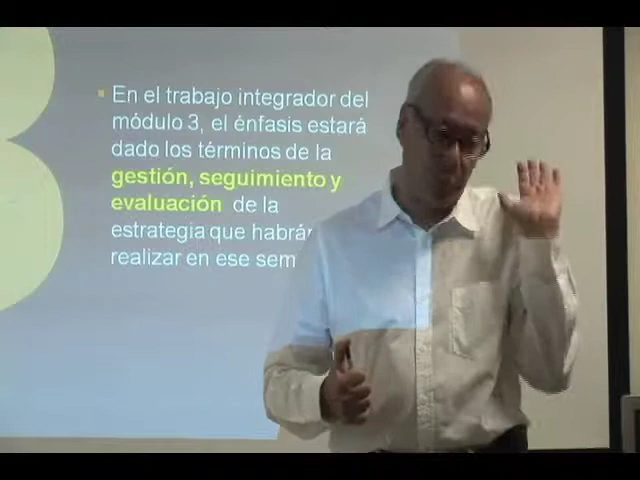 En el trabajo integrador del
módulo 3, el énfasis estará
dado los términos de la
gestión, seguimiento y
evaluación de la
estrategia que habrán
realizar en ese sem